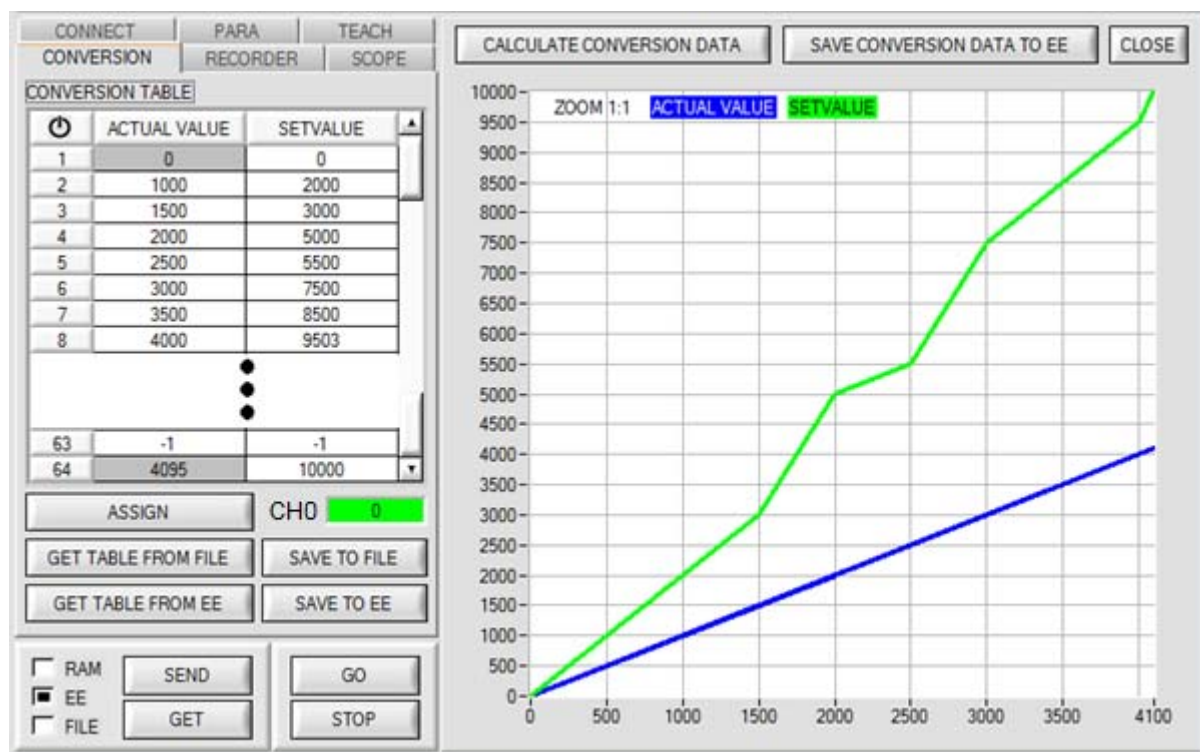 CONNECT PARA TEACH
CONVERSION RECORDER SCOPE
CONVERSION TABLE
ACTUAL VALUE SETVALUE
1 0 0
2 1000 2000
3 1500 3000
4 2000 5000
5 2500 5500
6 3000 7500
7 3500 8500
8 4000 9503
63 -1 -1
64 4095 10000
ASSIGN CH0 0
GET TABLE FROM FILE SAVE TO FILE
GET TABLE FROM EE SAVE TO EE
RAM
EE
FILE
SEND
GET
GO
STOP
CALCULATE CONVERSION DATA SAVE CONVERSION DATA TO EE CLOSE
ZOOM 1:1 ACTUAL VALUE SETVALUE
10000
9500
9000
8500
8000
7500
7000
6500
6000
5500
5000
4500
4000
3500
3000
2500
2000
1500
1000
500
0
0 500 1000 1500 2000 2500 3000 3500 4100